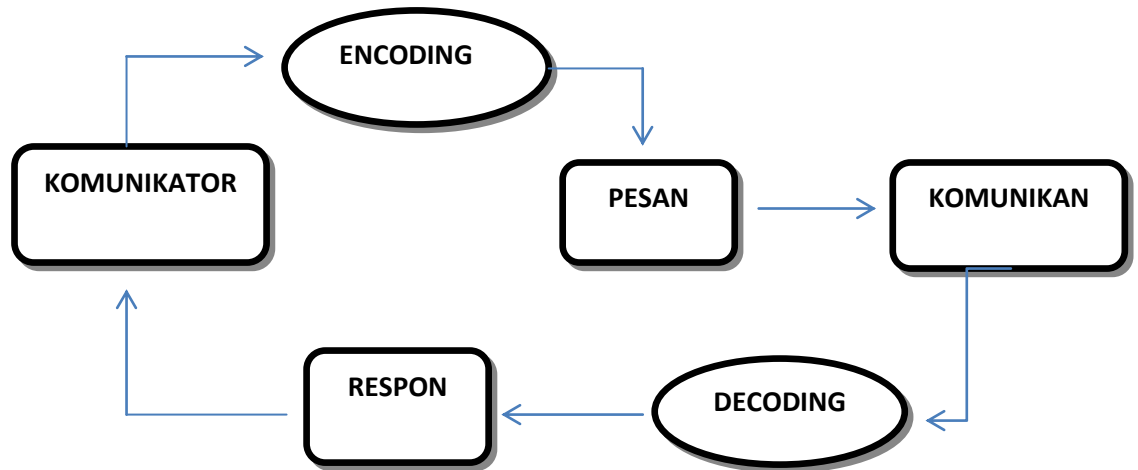 ENCODING
KOMUNIKATOR
PESAN
KOMUNIKAN
RESPON
DECODING